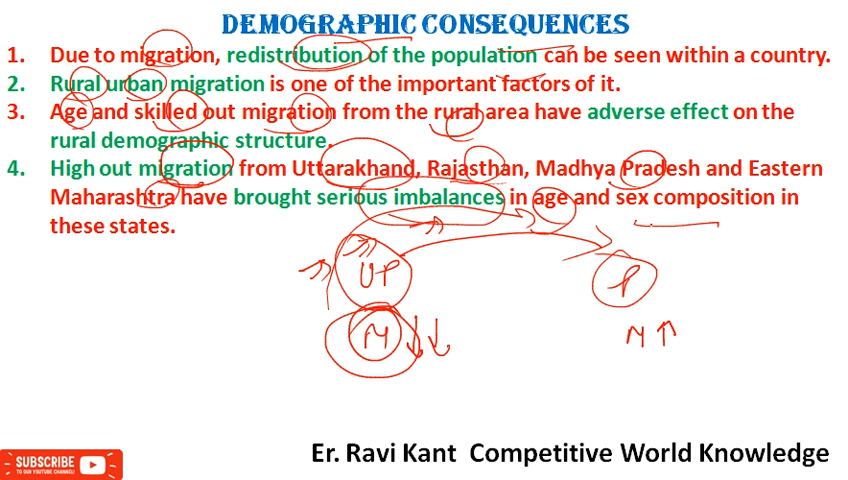 DEMOGRAPHIC CONSEQUENCES
1. Due to migration, redistribution of the population can be seen within a country.
2. Rural urban migration is one of the important factors of it.
3. Age and skilled out migration from the rural area have adverse effect on the
rural demographic structure.
4. High out migration from Uttarakhand, Rajasthan, Madhya Pradesh and Eastern
Maharashtra have brought serious imbalances in age and sex composition in
these states.
UP P
M ↓↓ M ↑
Er. Ravi Kant Competitive World Knowledge
SUBSCRIBE
TO OUR YOUTUBE CHANNEL!